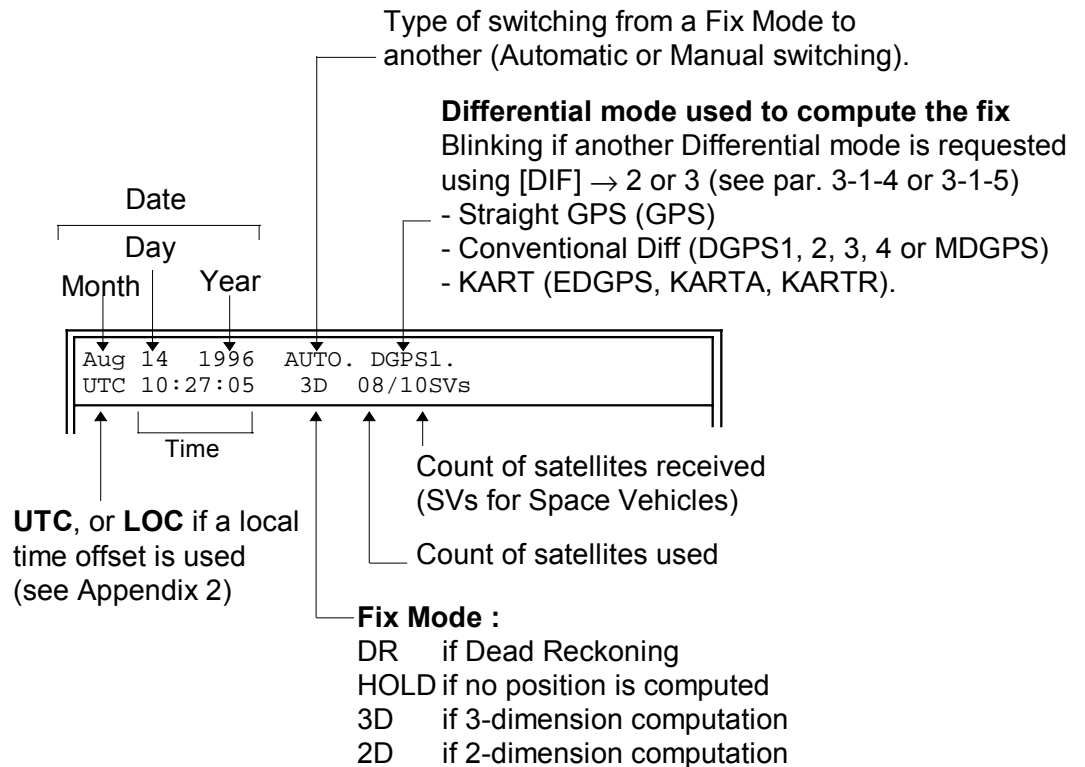 Type of switching from a Fix Mode to
another (Automatic or Manual switching).
Differential mode used to compute the fix
Blinking if another Differential mode is requested
using [DIF] → 2 or 3 (see par. 3-1-4 or 3-1-5)
- Straight GPS (GPS)
- Conventional Diff (DGPS1, 2, 3, 4 or MDGPS)
- KART (EDGPS, KARTA, KARTR).
Date
Day
Month Year
Aug 14 1996 AUTO. DGPS1.
UTC 10:27:05 3D 08/10SVs
Time
Count of satellites received
(SVs for Space Vehicles)
UTC, or LOC if a local
time offset is used
(see Appendix 2)
Count of satellites used
Fix Mode :
DR if Dead Reckoning
HOLD if no position is computed
3D if 3-dimension computation
2D if 2-dimension computation